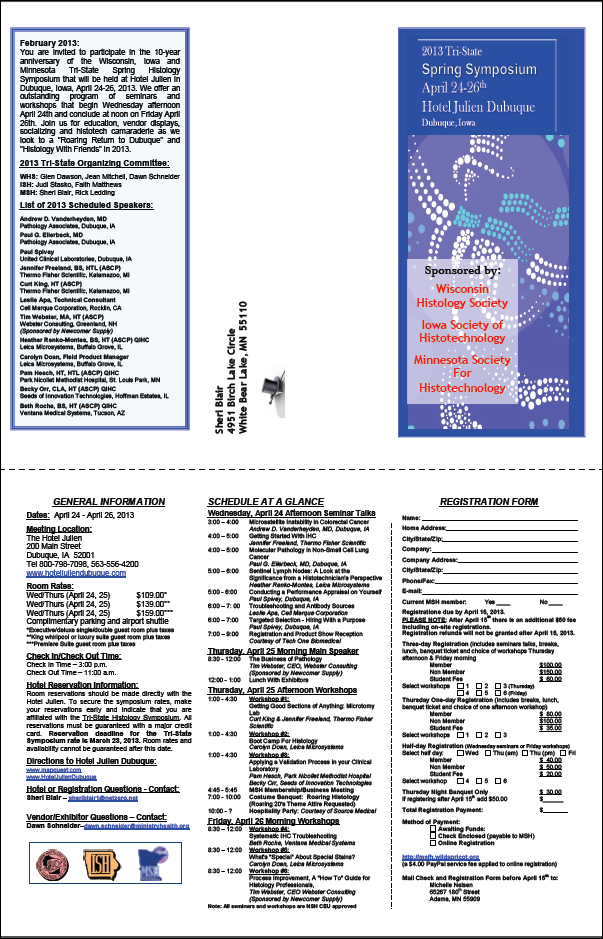 February 2013:
You are invited to participate in the 10-year
anniversary of the Wisconsin, Iowa and
Minnesota Tri-State Spring Histology
Symposium that will be held at Hotel Julien in
Dubuque, Iowa, April 24-26, 2013. We offer an
outstanding program of seminars and
workshops that begin Wednesday afternoon
April 24th and conclude at noon on Friday April
26th. Join us for education, vendor displays,
socializing and histotech camaraderie as we
look to a "Roaring Return to Dubuque" and
"Histology With Friends" in 2013.
2013 Tri-State Organizing Committee:
WHS: Glen Dawson, Jean Mitchell, Dawn Schneider
ISH: Judi Stasko, Faith Matthews
MSH: Sheri Blair, Rick Ledding
List of 2013 Scheduled Speakers:
Andrew D. Vanderheyden, MD
Pathology Associates, Dubuque, IA
Paul G. Ellerbeck, MD
Pathology Associates, Dubuque, IA
Paul Spivey
United Clinical Laboratories, Dubuque, IA
Jennifer Freeland, BS, HTL (ASCP)
Thermo Fisher Scientific, Kalamazoo, MI
Curt King, HT (ASCP)
Thermo Fisher Scientific, Kalamazoo, MI
Leslie Apa, Technical Consultant
Cell Marque Corporation, Rocklin, CA
Tim Webster, MA, HT (ASCP)
Webster Consulting, Greenland, NH
(Sponsored by Newcomer Supply)
Heather Renko-Montes, BS, HT (ASCP) QIHC
Leica Microsystems, Buffalo Grove, IL
Carolyn Doan, Field Product Manager
Leica Microsystems, Buffalo Grove, IL
Pam Hesch, HT, HTL (ASCP) QIHC
Park Nicollet Methodist Hospital, St. Louis Park, MN
Becky Orr, CLA, HT (ASCP) QIHC
Seeds of Innovation Technologies, Hoffman Estates, IL
Beth Roche, BS, HT (ASCP) QIHC
Ventana Medical Systems, Tucson, AZ
Sheri Blair
4951 Birch Lake Circle
White Bear Lake, MN 55110
2013 Tri-State
Spring Symposium
April 24-26th
Hotel Julien Dubuque
Dubuque, Iowa
Sponsored by:
Wisconsin
Histology Society
Iowa Society of
Histotechnology
Minnesota Society
For
Histotechnology
GENERAL INFORMATION
Dates: April 24 - April 26, 2013
Meeting Location:
The Hotel Julien
200 Main Street
Dubuque, IA 52001
Tel 800-798-7098, 563-556-4200
www.hoteljuliendubuque.com
Room Rates:
Wed/Thurs (April 24, 25) $109.00*
Wed/Thurs (April 24, 25) $139.00**
Wed/Thurs (April 24, 25) $159.00***
Complimentary parking and airport shuttle
*Executive/deluxe single/double guest room plus taxes
**King whirlpool or luxury suite guest room plus taxes
***Premiere Suite guest room plus taxes
Check In/Check Out Time:
Check In Time – 3:00 p.m.
Check Out Time – 11:00 a.m.
Hotel Reservation Information:
Room reservations should be made directly with the
Hotel. To secure the symposium rates, make
your reservations early and indicate that you are
affiliated with the Tri-State Histology Symposium. All
reservations must be guaranteed with a major credit
card. Reservation deadline for the Tri-State
Symposium rate is March 23, 2013. Room rates and
availability cannot be guaranteed after this date.
Directions to Hotel Julien Dubuque:
www.mapquest.com
www.HotelJulienDubuque
Hotel or Registration Questions - Contact:
Sheri Blair – sheriblair1@netzero.net
Vendor/Exhibitor Questions – Contact:
Dawn Schneider–dawn.schneider@ministryhealth.org
ISH
SCHEDULE AT A GLANCE
Wednesday, April 24 Afternoon Seminar Talks
3:00 – 4:00 Microsatellite Instability in Colorectal Cancer
Andrew D. Vanderheyden, MD, Dubuque, IA
4:00 – 5:00 Getting Started With IHC
Jennifer Freeland, Thermo Fisher Scientific
4:00 – 5:00 Molecular Pathology in Non-Small Cell Lung
Cancer
Paul G. Ellerbeck, MD, Dubuque, IA
5:00 – 6:00 Sentinel Lymph Nodes: A Look at the
Significance from a Histotechnician's Perspective
Heather Renko-Montes, Leica Microsystems
5:00 - 6:00 Conducting a Performance Appraisal on Yourself
Paul Spivey, Dubuque, IA
6:00 – 7: 00 Troubleshooting and Antibody Sources
Leslie Apa, Cell Marque Corporation
6:00 – 7:00 Targeted Selection - Hiring With a Purpose
Paul Spivey, Dubuque, IA
7:00 – 9:00 Registration and Product Show Reception
Courtesy of Tech One Biomedical
Thursday, April 25 Morning Main Speaker
8:30 - 12:00 The Business of Pathology
Tim Webster, CEO, Webster Consulting
(Sponsored by Newcomer Supply)
12:00 - 1:00 Lunch With Exhibitors
Thursday, April 25 Afternoon Workshops
1:00 - 4:30 Workshop #1:
Getting Good Sections of Anything: Microtomy
Lab
Curt King & Jennifer Freeland, Thermo Fisher
Scientific
1:00 - 4:30 Workshop #2:
Boot Camp For Histology
Carolyn Doan, Leica Microsystems
1:00 - 4:30 Workshop #3:
Applying a Validation Process in your Clinical
Laboratory
Pam Hesch, Park Nicollet Methodist Hospital
Becky Orr, Seeds of Innovation Technologies
4:45 - 5:45 MSH Membership/Business Meeting
7:00 - 10:00 Costume Banquet: Roaring Histology
(Roaring 20's Theme Attire Requested)
10:00 - ? Hospitality Party: Courtesy of Source Medical
Friday, April 26 Morning Workshops
8:30 – 12:00 Workshop #4:
Systematic IHC Troubleshooting
Beth Roche, Ventana Medical Systems
8:30 – 12:00 Workshop #5:
What's "Special" About Special Stains?
Carolyn Doan, Leica Microsystems
8:30 – 12:00 Workshop #6:
Process Improvement, A "How To" Guide for
Histology Professionals,
Tim Webster, CEO Webster Consulting
(Sponsored by Newcomer Supply)
Note: All seminars and workshops are NSH CEU approved
REGISTRATION FORM
Name:
Home Address:
City/State/Zip:
Company:
Company Address:
City/State/Zip:
Phone/Fax:
E-mail:
Current MSH member: Yes ____ No____
Registrations due by April 15, 2013.
PLEASE NOTE: After April 15th there is an additional $50 fee
including on-site registrations.
Registration refunds will not be granted after April 15, 2013.
Three-day Registration (Includes seminars talks, breaks,
lunch, banquet ticket and choice of workshops Thursday
afternoon & Friday morning
Member $100.00
Non Member $150.00
Student Fee $ 60.00
Select workshops 1 2 3 (Thursday)
4 5 6 (Friday)
Thursday One-day Registration (Includes breaks, lunch,
banquet ticket and choice of one afternoon workshop)
Member $ 80.00
Non Member $100.00
Student Fee $ 35.00
Select workshops 1 2 3
Half-day Registration (Wednesday seminars or Friday workshops)
Select half day: Wed Thu (am) Thu (pm) Fri
Member $ 40.00
Non Member $ 50.00
Student Fee $ 20.00
Select workshops 4 5 6
Thursday Night Banquet Only $ 30.00
If registering after April 15th add $50.00 $______
Total Registration Payment: $______
Method of Payment:
Awaiting Funds:
Check Enclosed (payable to MSH)
Online Registration
http://msfh.wildapricot.org
(a $4.00 PayPal service fee applied to online registration)
Mail Check and Registration Form before April 15th to:
Michelle Nelsen
65267 180th Street
Adams, MN 55909